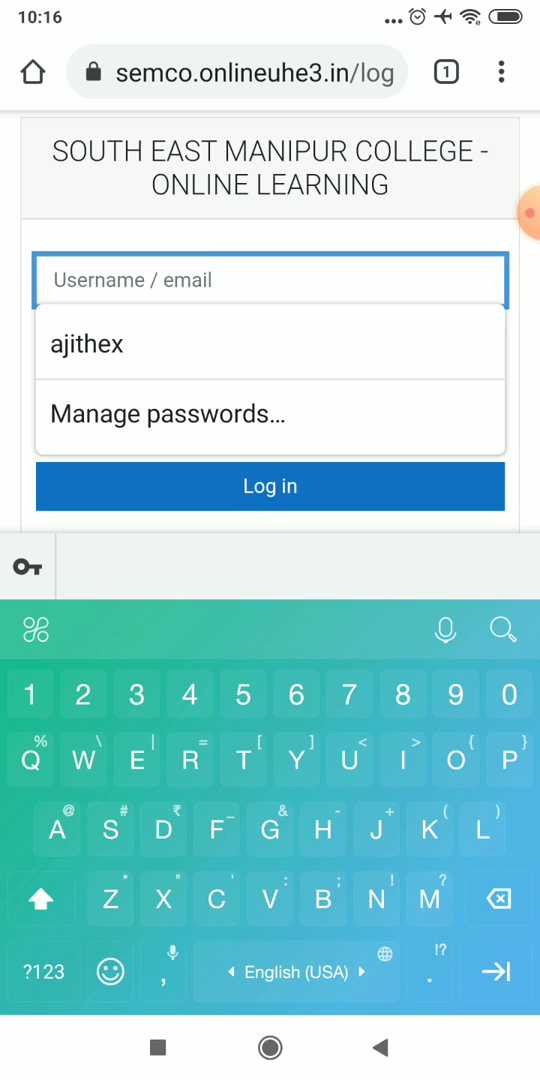 10:16
semco.onlineuhe3.in/log
1
SOUTH EAST MANIPUR COLLEGE -
ONLINE LEARNING
Username / email
ajithex
Manage passwords...
Log in
1 2 3 4 5 6 7 8 9 0
% \ | = [ ] < > { }
Q W E R T Y U I O P
@ # ₹ _ & - + ( )
A S D F G H J K L
* " ' : ; ! ?
Z X C V B N M
!?
?123 , English (USA) .